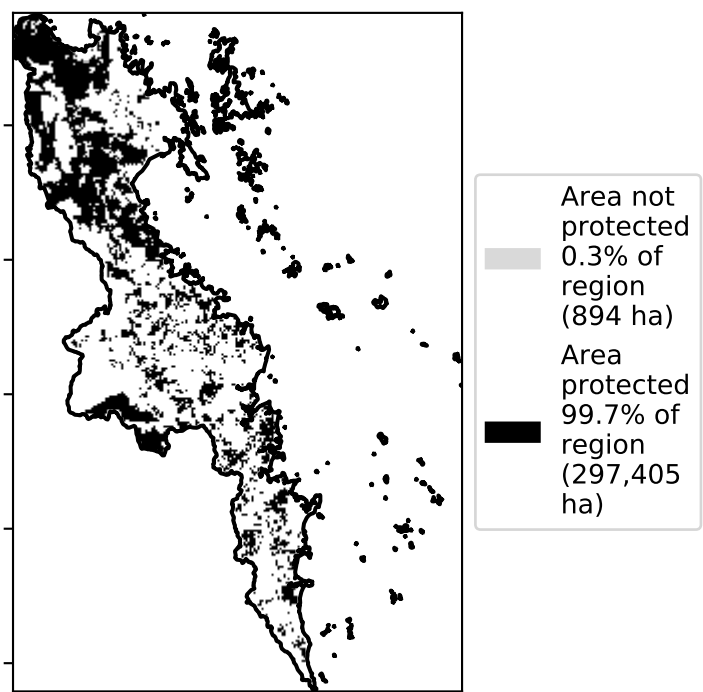 Area not
protected
0.3% of
region
(894 ha)
Area
protected
99.7% of
region
(297,405
ha)